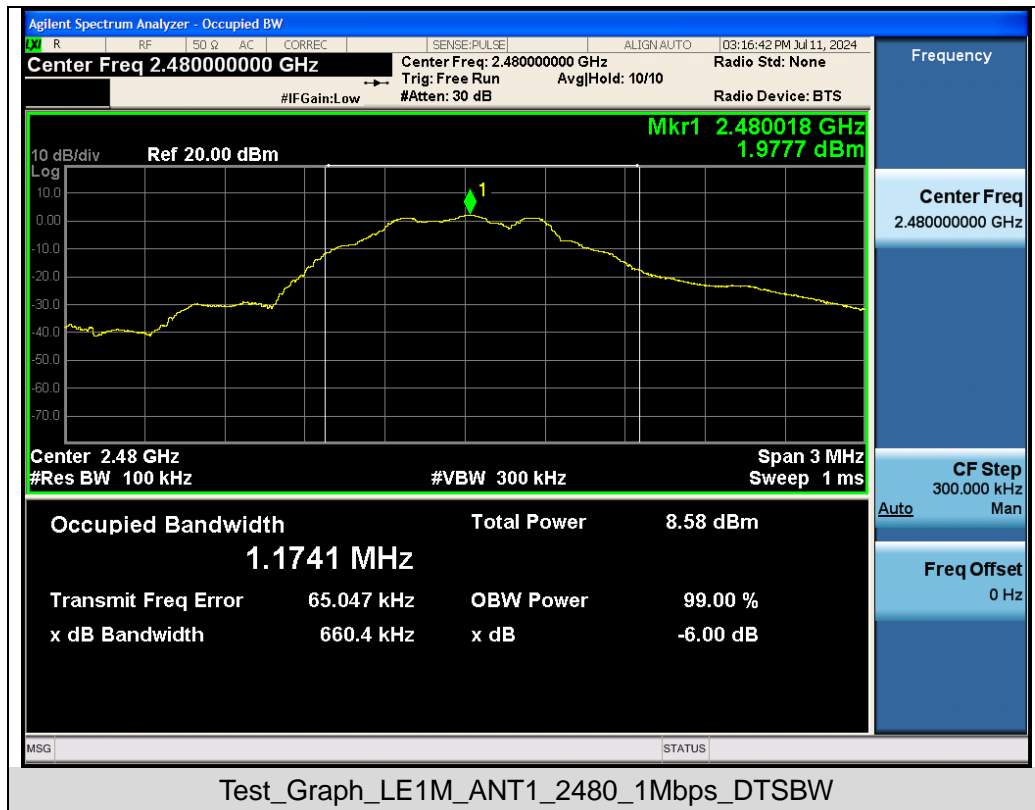 Agilent Spectrum Analyzer - Occupied BW
LXI R RF 50 Ω AC CORREC SENSE:PULSE ALIGN AUTO 03:16:42 PM Jul 11, 2024
Center Freq 2.480000000 GHz
Center Freq: 2.480000000 GHz
Radio Std: None
Trig: Free Run Avg|Hold: 10/10
#IFGain:Low
#Atten: 30 dB
Radio Device: BTS
Mkr1 2.480018 GHz
1.9777 dBm
10 dB/div Ref 20.00 dBm
Log
10.0
0.00
-10.0
-20.0
-30.0
-40.0
-50.0
-60.0
-70.0
1
Center 2.48 GHz
Span 3 MHz
#Res BW 100 kHz
#VBW 300 kHz
Sweep 1 ms
Occupied Bandwidth
1.1741 MHz
Total Power 8.58 dBm
Transmit Freq Error 65.047 kHz
OBW Power 99.00 %
x dB Bandwidth 660.4 kHz
x dB -6.00 dB
Frequency
Center Freq
2.480000000 GHz
CF Step
300.000 kHz
Auto Man
Freq Offset
0 Hz
MSG
STATUS
Test_Graph_LE1M_ANT1_2480_1Mbps_DTSBW